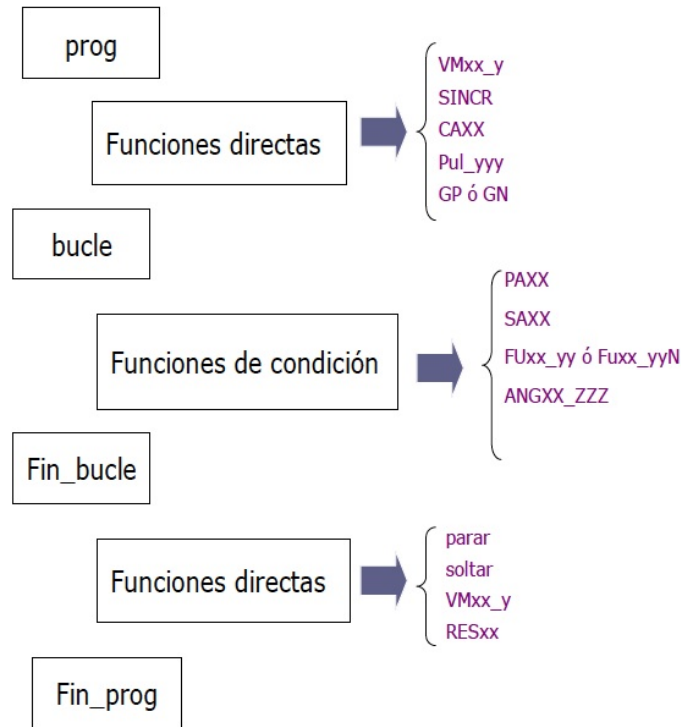 prog
Funciones directas
VMxx_y
SINCR
CAXX
Pul_yyy
GP ó GN
bucle
Funciones de condición
PAXX
SAXX
FUxx_yy ó Fuxx_yyN
ANGXX_ZZZ
Fin_bucle
Funciones directas
parar
soltar
VMxx_y
RESxx
Fin_prog